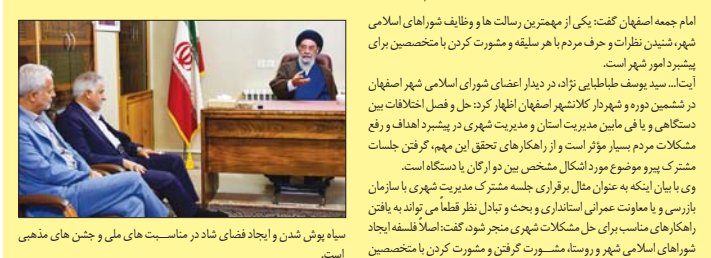 امام جمعه اصفهان گفت: یکی از مهمترین رسالت ها و وظایف شوراهای اسلامی
شهر، شنیدن نظرات و حرف مردم با هر سلیقه و مشورت کردن با متخصصین برای
پیشبرد امور شهر است.
آیت‌ا... سید یوسف طباطبایی نژاد، در دیدار اعضای شورای اسلامی شهر اصفهان
در ششمین دوره و شهردار کلانشهر اصفهان اظهار کرد: حل و فصل اختلافات بین
دستگاهی و یا فی مابین مدیریت استان و مدیریت شهری در پیشبرد اهداف و رفع
مشکلات مردم بسیار مؤثر است و از راهکارهای تحقق این مهم، گرفتن جلسات
مشترک پیرو موضوع مورد اشکال مشخص بین دو ارگان یا دستگاه است.
وی با بیان اینکه به عنوان مثال برقراری جلسه مشترک مدیریت شهری با سازمان
بازرسی و یا معاونت عمرانی استانداری و بحث و تبادل نظر قطعاً می تواند به یافتن
راهکارهای مناسب برای حل مشکلات شهری منجر شود، گفت: اصلاً فلسفه ایجاد
شوراهای اسلامی شهر و روستا، مشورت گرفتن و مشورت کردن با متخصصین
سیاه پوش شدن و ایجاد فضای شاد در مناسبت های ملی و جشن های مذهبی
است.